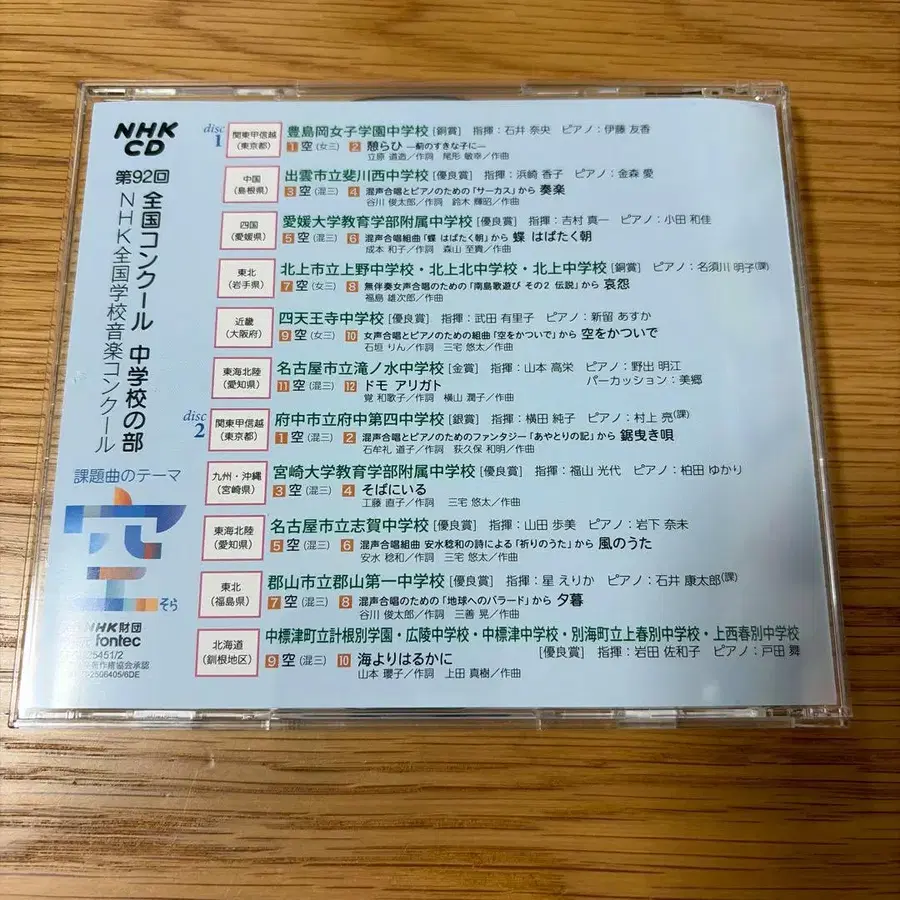 NHK
CD
第92回
全国コンクール 中学校の部
NHK全国学校音楽コンクール
課題曲のテーマ
空
そら
NHK財団
fontec
5451/2
作権協会承認
2506405/6DE
disc
1
関東甲信越
(東京都)
豊島岡女子学園中学校 [銅賞] 指揮：石井 奈央 ピアノ：伊藤 友香
1 空 (女三) 2 憩らひ ―薊のすきな子に―
立原 道造／作詞 尾形 敏幸／作曲
中国
(島根県)
出雲市立斐川西中学校 [優良賞] 指揮：浜崎 香子 ピアノ：金森 愛
3 空 (混三) 4 混声合唱とピアノのための「サーカス」から 奏楽
谷川 俊太郎／作詞 鈴木 輝昭／作曲
四国
(愛媛県)
愛媛大学教育学部附属中学校 [優良賞] 指揮：吉村 真一 ピアノ：小田 和佳
5 空 (混三) 6 混声合唱組曲「蝶 はばたく朝」から 蝶 はばたく朝
成本 和子／作詞 森山 至貴／作曲
東北
(岩手県)
北上市立上野中学校・北上北中学校・北上中学校 [銅賞] ピアノ：名須川 明子(課)
7 空 (女三) 8 無伴奏女声合唱のための「南島歌遊び その2 伝説」から 哀怨
福島 雄次郎／作曲
近畿
(大阪府)
四天王寺中学校 [優良賞] 指揮：武田 有里子 ピアノ：新留 あすか
9 空 (女三) 10 女声合唱とピアノのための組曲「空をかついで」から 空をかついで
石垣 りん／作詞 三宅 悠太／作曲
東海北陸
(愛知県)
名古屋市立滝ノ水中学校 [金賞] 指揮：山本 高栄 ピアノ：野出 明江
パーカッション：美郷
11 空 (混三) 12 ドモ アリガト
覚 和歌子／作詞 横山 潤子／作曲
disc
2
関東甲信越
(東京都)
府中市立府中第四中学校 [銀賞] 指揮：横田 純子 ピアノ：村上 亮(課)
1 空 (混三) 2 混声合唱とピアノのためのファンタジー「あやとりの記」から 鋸曳き唄
石牟礼 道子／作詞 荻久保 和明／作曲
九州・沖縄
(宮崎県)
宮崎大学教育学部附属中学校 [優良賞] 指揮：福山 光代 ピアノ：柏田 ゆかり
3 空 (混三) 4 そばにいる
工藤 直子／作詞 三宅 悠太／作曲
東海北陸
(愛知県)
名古屋市立志賀中学校 [優良賞] 指揮：山田 歩美 ピアノ：岩下 奈未
5 空 (混三) 6 混声合唱組曲 安水稔和の詩による「祈りのうた」から 風のうた
安水 稔和／作詞 三宅 悠太／作曲
東北
(福島県)
郡山市立郡山第一中学校 [優良賞] 指揮：星 えりか ピアノ：石井 康太郎(課)
7 空 (混三) 8 混声合唱のための「地球へのバラード」から 夕暮
谷川 俊太郎／作詞 三善 晃／作曲
北海道
(釧根地区)
中標津町立計根別学園・広陵中学校・中標津中学校・別海町立上春別中学校・上西春別中学校
[優良賞] 指揮：岩田 佐和子 ピアノ：戸田 舞
9 空 (混三) 10 海よりはるかに
山本 瓔子／作詞 上田 真樹／作曲